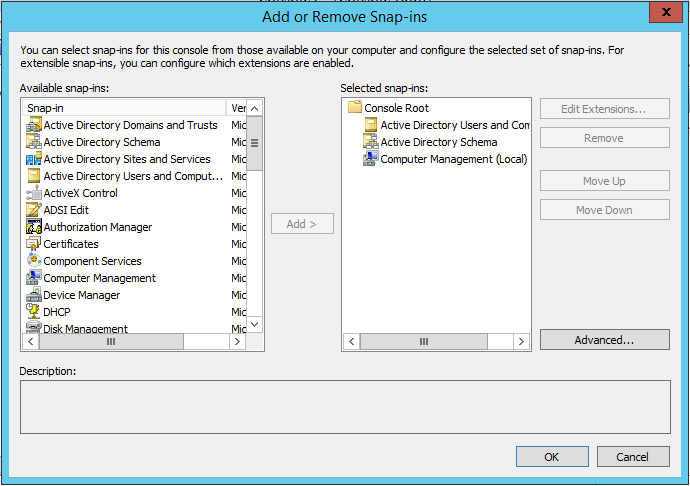 Add or Remove Snap-ins
You can select snap-ins for this console from those available on your computer and configure the selected set of snap-ins. For
extensible snap-ins, you can configure which extensions are enabled.
Available snap-ins:
Snap-in Ver
Active Directory Domains and Trusts Mic
Active Directory Schema Mic
Active Directory Sites and Services Mic
Active Directory Users and Comput... Mic
ActiveX Control Mic
ADSI Edit Mic
Authorization Manager Mic
Certificates Mic
Component Services Mic
Computer Management Mic
Device Manager Mic
DHCP Mic
Disk Management Mic
Add >
Selected snap-ins:
Console Root
Active Directory Users and Com
Active Directory Schema
Computer Management (Local)
Edit Extensions...
Remove
Move Up
Move Down
Advanced...
Description:
OK
Cancel